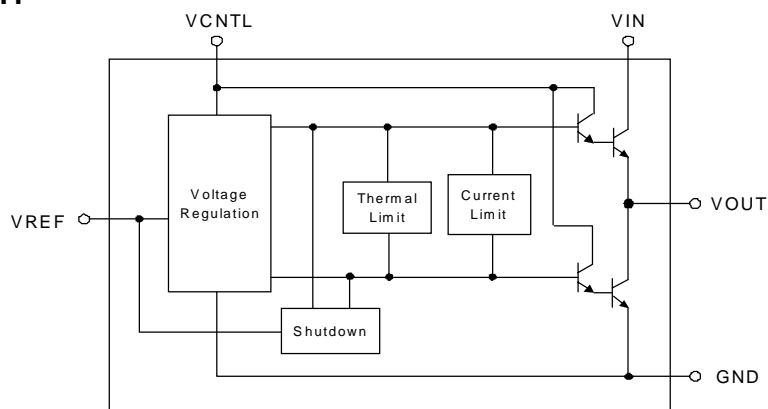 VCNTL
VIN
Voltage
Regulation
Thermal
Limit
Current
Limit
VREF
VOUT
Shutdown
GND